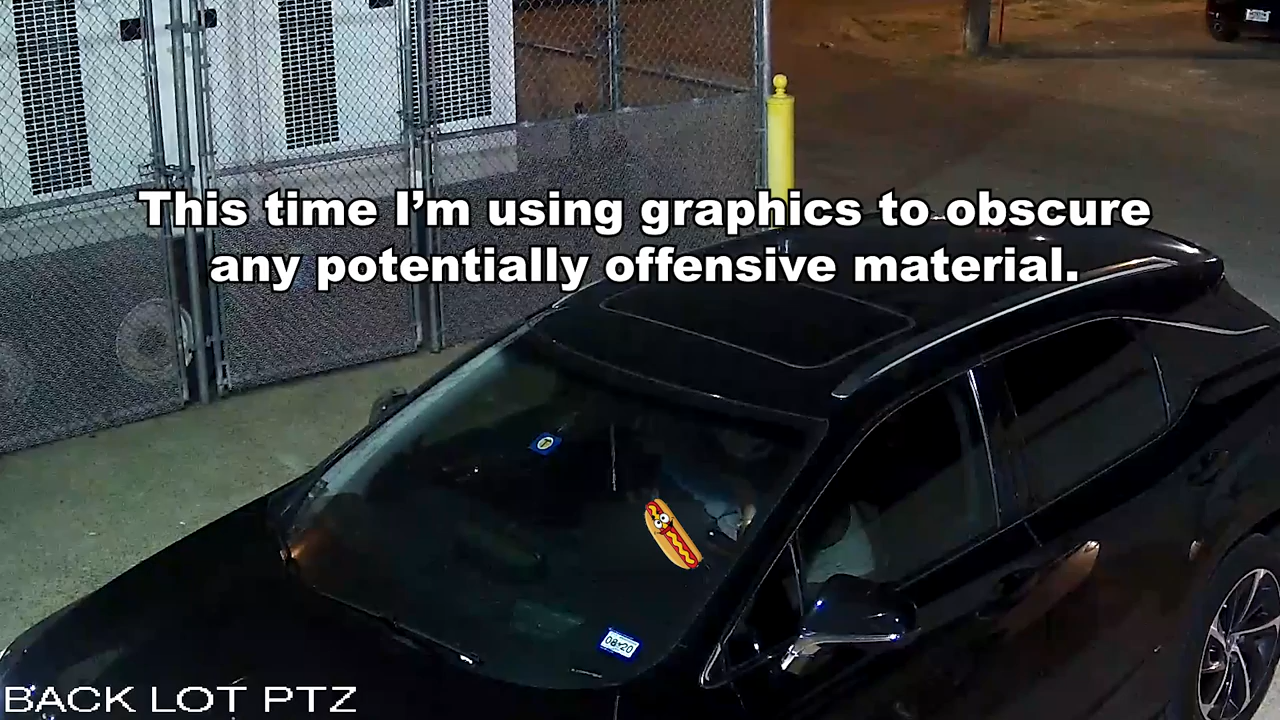 This time I’m using graphics to obscure
any potentially offensive material.
08-20
BACK LOT PTZ